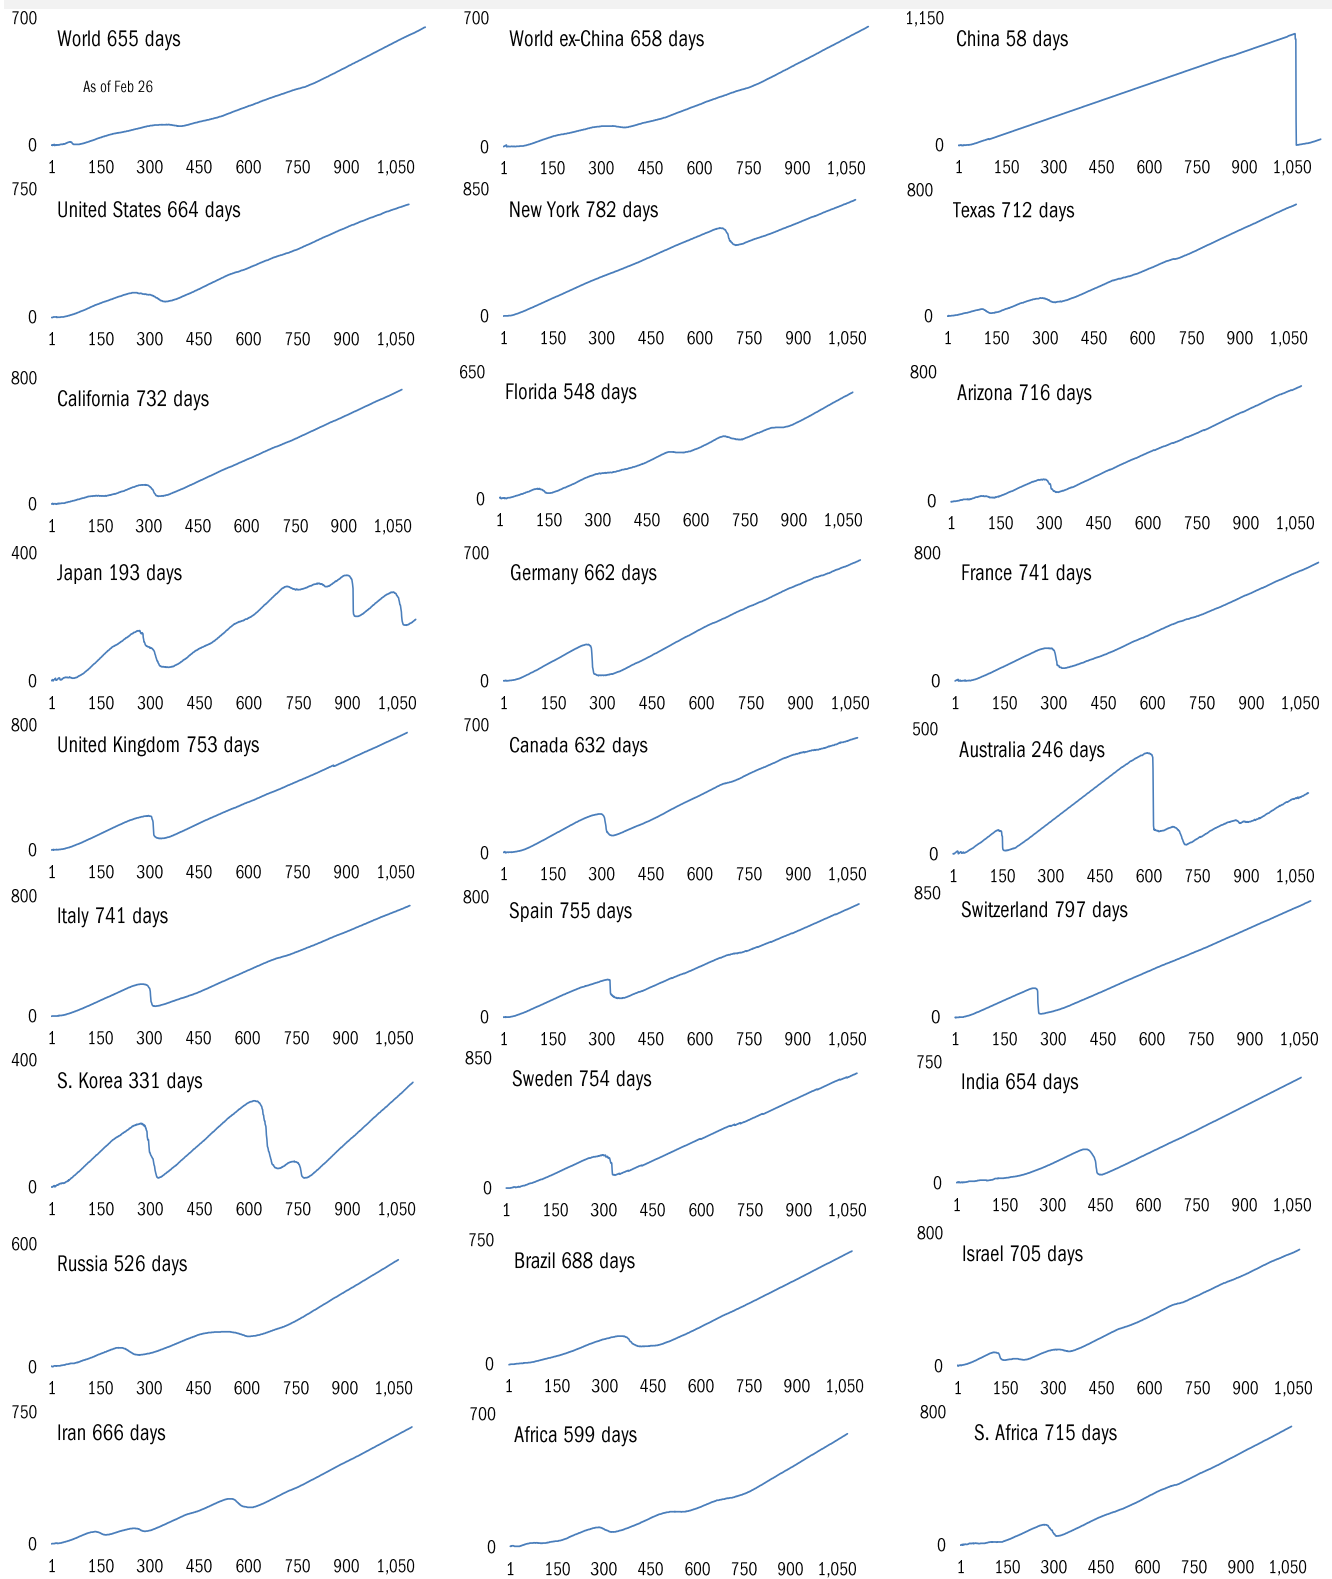 700
World 655 days
As of Feb 26
0
1 150 300 450 600 750 900 1,050
700
World ex-China 658 days
0
1 150 300 450 600 750 900 1,050
1,150
China 58 days
0
1 150 300 450 600 750 900 1,050
750
United States 664 days
0
1 150 300 450 600 750 900 1,050
850
New York 782 days
0
1 150 300 450 600 750 900 1,050
800
Texas 712 days
0
1 150 300 450 600 750 900 1,050
800
California 732 days
0
1 150 300 450 600 750 900 1,050
650
Florida 548 days
0
1 150 300 450 600 750 900 1,050
800
Arizona 716 days
0
1 150 300 450 600 750 900 1,050
400
Japan 193 days
0
1 150 300 450 600 750 900 1,050
700
Germany 662 days
0
1 150 300 450 600 750 900 1,050
800
France 741 days
0
1 150 300 450 600 750 900 1,050
800
United Kingdom 753 days
0
1 150 300 450 600 750 900 1,050
700
Canada 632 days
0
1 150 300 450 600 750 900 1,050
500
Australia 246 days
0
1 150 300 450 600 750 900 1,050
800
Italy 741 days
0
1 150 300 450 600 750 900 1,050
800
Spain 755 days
0
1 150 300 450 600 750 900 1,050
850
Switzerland 797 days
0
1 150 300 450 600 750 900 1,050
400
S. Korea 331 days
0
1 150 300 450 600 750 900 1,050
850
Sweden 754 days
0
1 150 300 450 600 750 900 1,050
750
India 654 days
0
1 150 300 450 600 750 900 1,050
600
Russia 526 days
0
1 150 300 450 600 750 900 1,050
750
Brazil 688 days
0
1 150 300 450 600 750 900 1,050
800
Israel 705 days
0
1 150 300 450 600 750 900 1,050
750
Iran 666 days
0
1 150 300 450 600 750 900 1,050
700
Africa 599 days
0
1 150 300 450 600 750 900 1,050
800
S. Africa 715 days
0
1 150 300 450 600 750 900 1,050